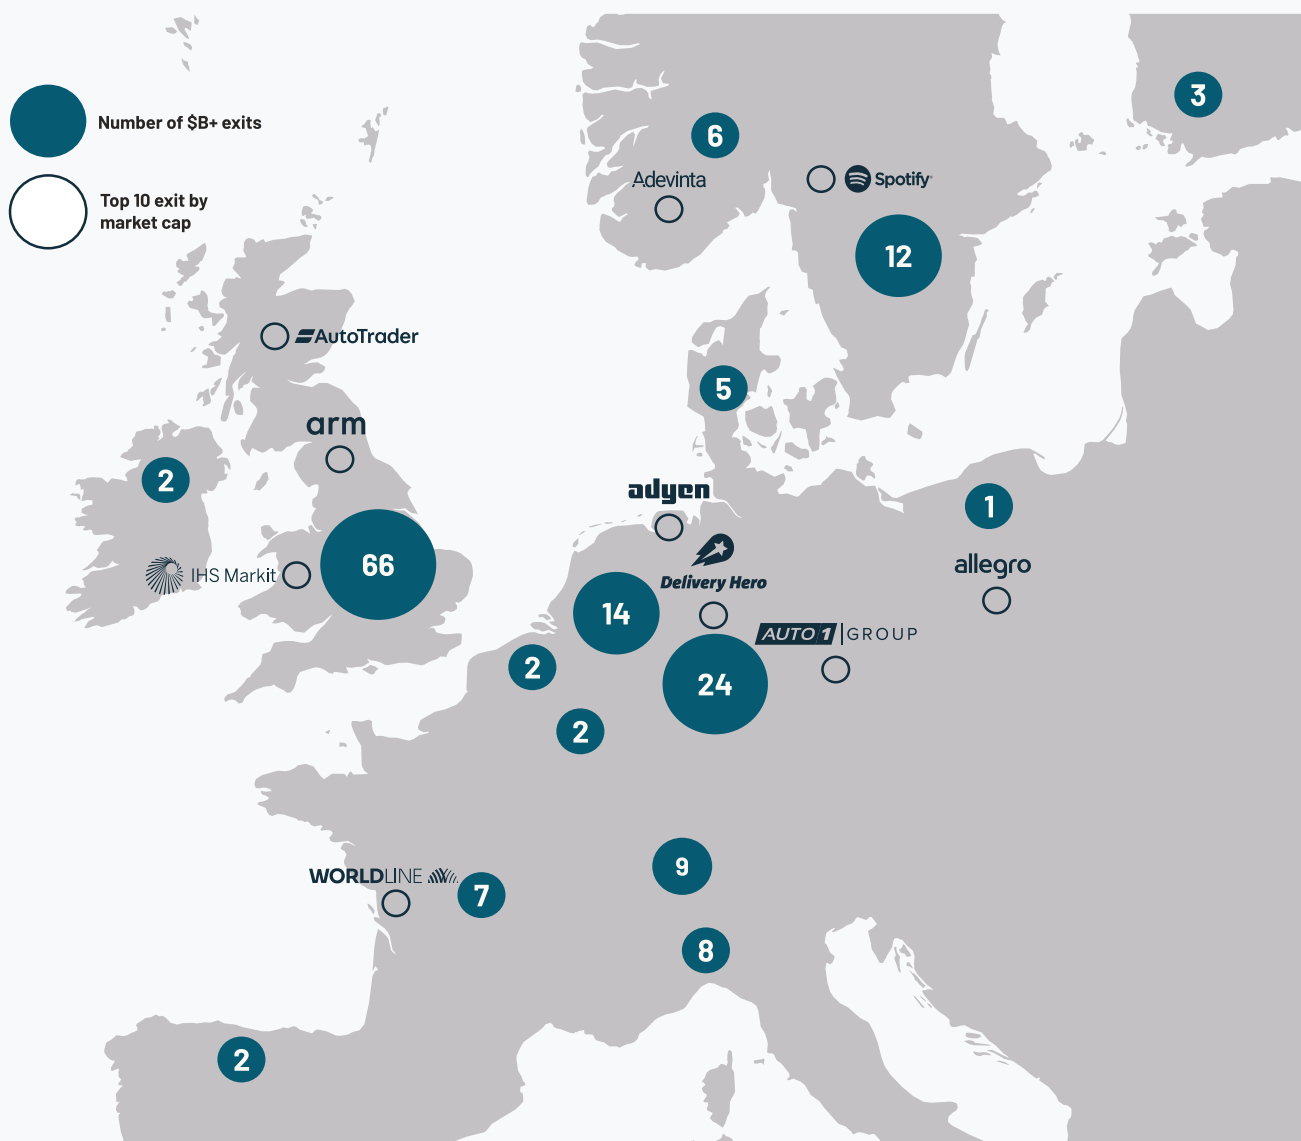 Number of $B+ exits
Top 10 exit by
market cap
3
6
Adevinta
Spotify
12
AutoTrader
5
arm
2
adyen
1
66
IHS Markit
Delivery Hero
allegro
14
AUTO1 GROUP
2
24
2
9
WORLDLINE
7
8
2